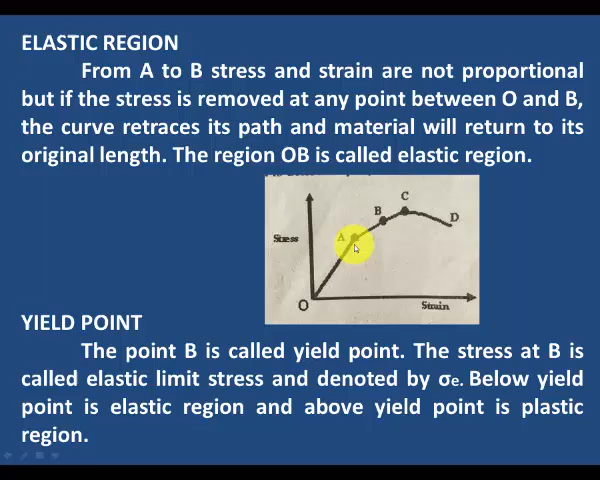 ELASTIC REGION
From A to B stress and strain are not proportional
but if the stress is removed at any point between O and B,
the curve retraces its path and material will return to its
original length. The region OB is called elastic region.
C
B
D
Stress
A
O
Strain
YIELD POINT
The point B is called yield point. The stress at B is
called elastic limit stress and denoted by σe. Below yield
point is elastic region and above yield point is plastic
region.